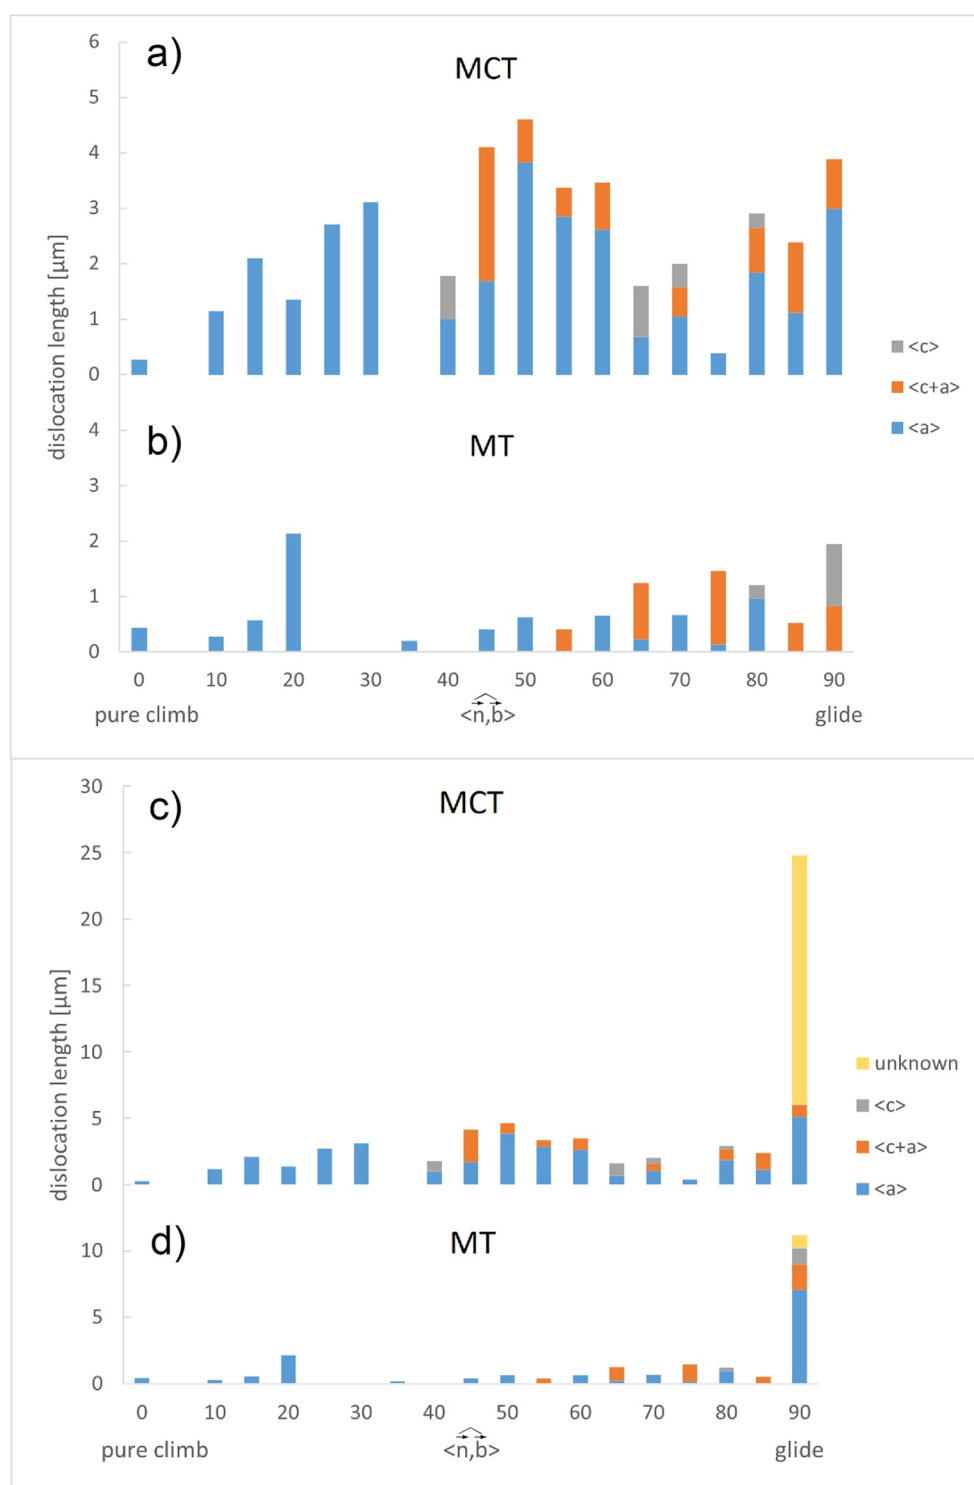 a)
MCT
6
5
4
3
2
1
0
dislocation length [µm]
<c>
<c+a>
<a>
b)
MT
4
3
2
1
0
0 10 20 30 40 50 60 70 80 90
pure climb <n,b> glide
c)
MCT
30
25
20
15
10
5
0
dislocation length [µm]
unknown
<c>
<c+a>
<a>
d)
MT
10
5
0
0 10 20 30 40 50 60 70 80 90
pure climb <n,b> glide